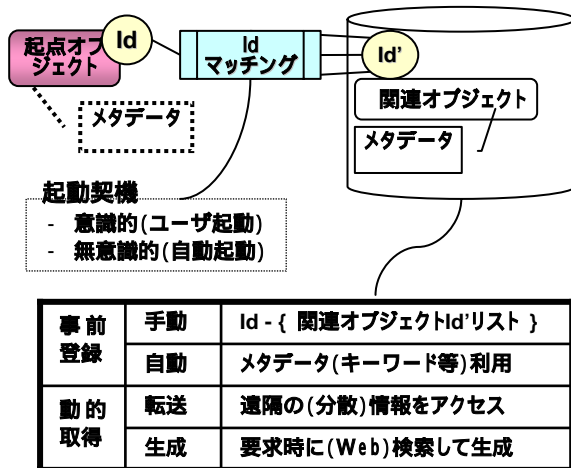 起点オブジェクト
Id
Id
マッチング
Id'
関連オブジェクト
メタデータ
メタデータ
起動契機
- 意識的(ユーザ起動)
- 無意識的(自動起動)
事前登録
手動
Id - { 関連オブジェクトId'リスト }
自動
メタデータ(キーワード等)利用
動的取得
転送
遠隔の(分散)情報をアクセス
生成
要求時に(Web)検索して生成